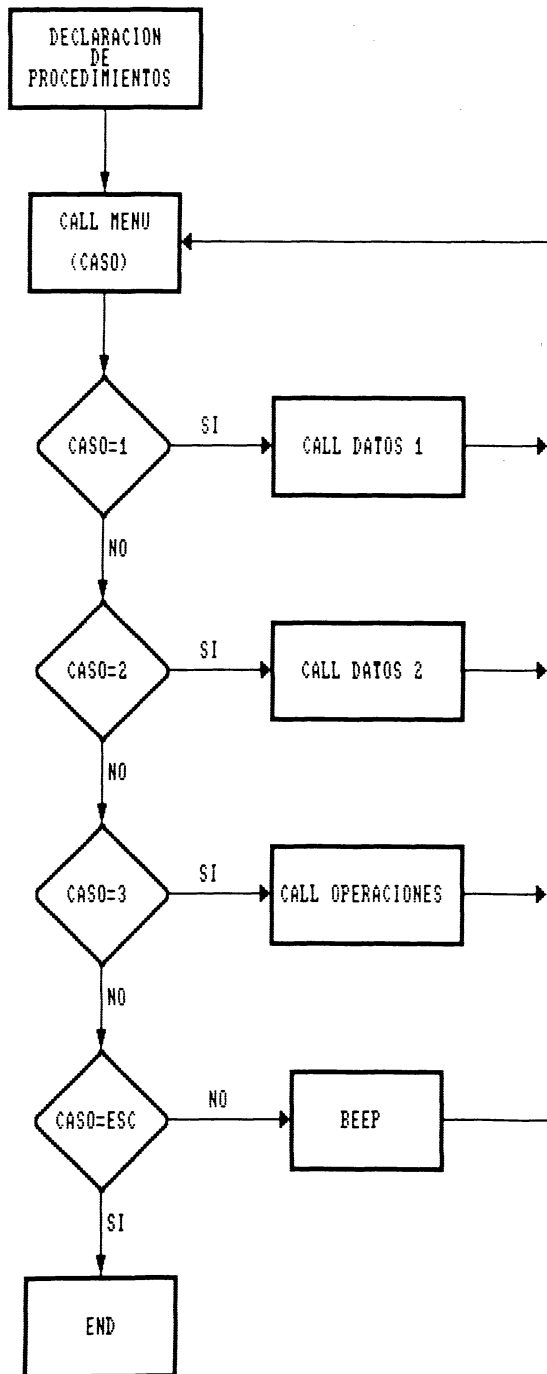 DECLARACION
DE
PROCEDIMIENTOS
CALL MENU
(CASO)
CASO=1
SI
CALL DATOS 1
NO
CASO=2
SI
CALL DATOS 2
NO
CASO=3
SI
CALL OPERACIONES
NO
CASO=ESC
NO
BEEP
SI
END